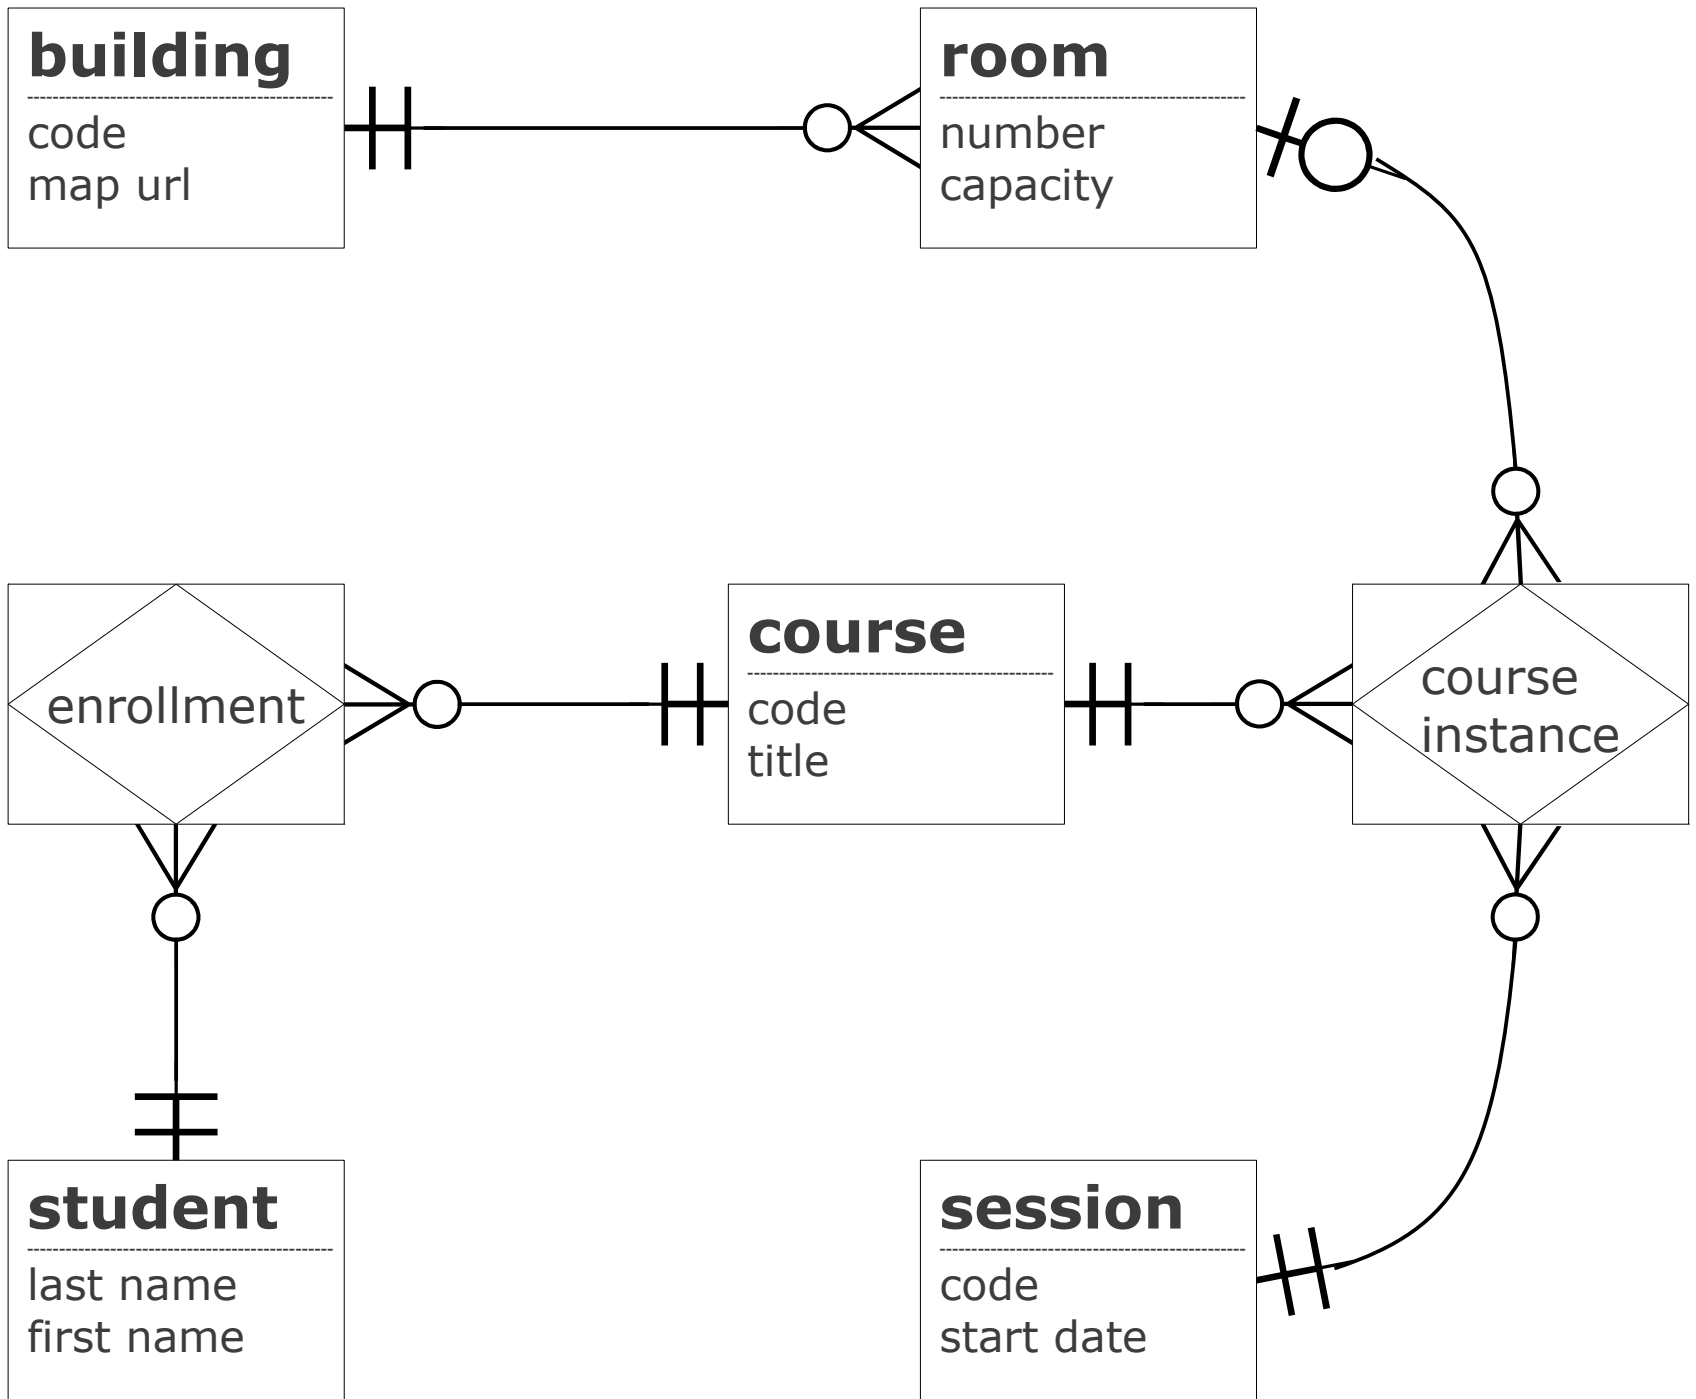 building
code
map url
room
number
capacity
enrollment
course
code
title
course
instance
student
last name
first name
session
code
start date